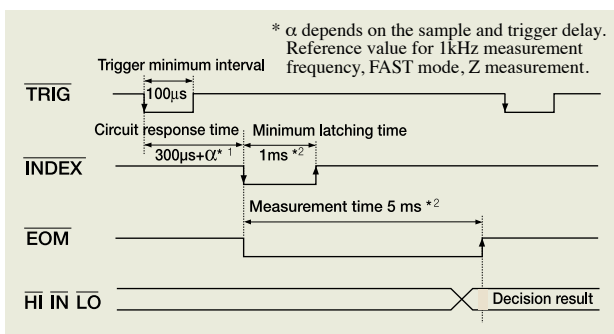 * α depends on the sample and trigger delay.
Reference value for 1kHz measurement
frequency, FAST mode, Z measurement.
Trigger minimum interval
TRIG
100µs
Circuit response time
Minimum latching time
300µs+α* 1
1ms *2
INDEX
Measurement time 5 ms *2
EOM
HI IN LO
Decision result